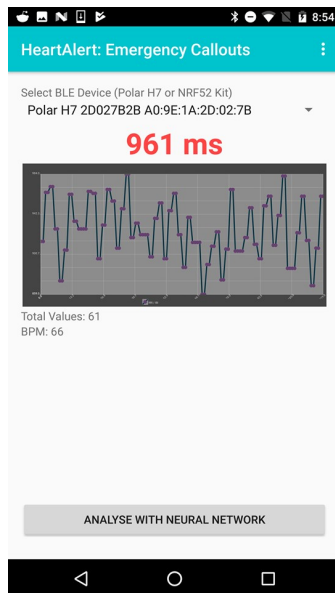 8:54
HeartAlert: Emergency Callouts
Select BLE Device (Polar H7 or NRF52 Kit)
Polar H7 2D027B2B A0:9E:1A:2D:02:7B
961 ms
Total Values: 61
BPM: 66
ANALYSE WITH NEURAL NETWORK